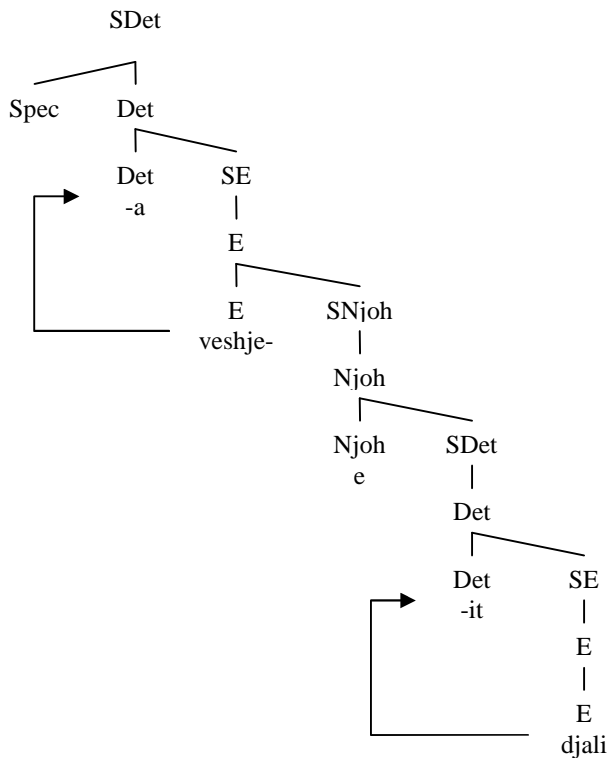 SDet
Spec Det
Det SE
-a
E
E SNjoh
veshje-
Njoh
Njoh SDet
e
Det
Det SE
-it
E
E
djali